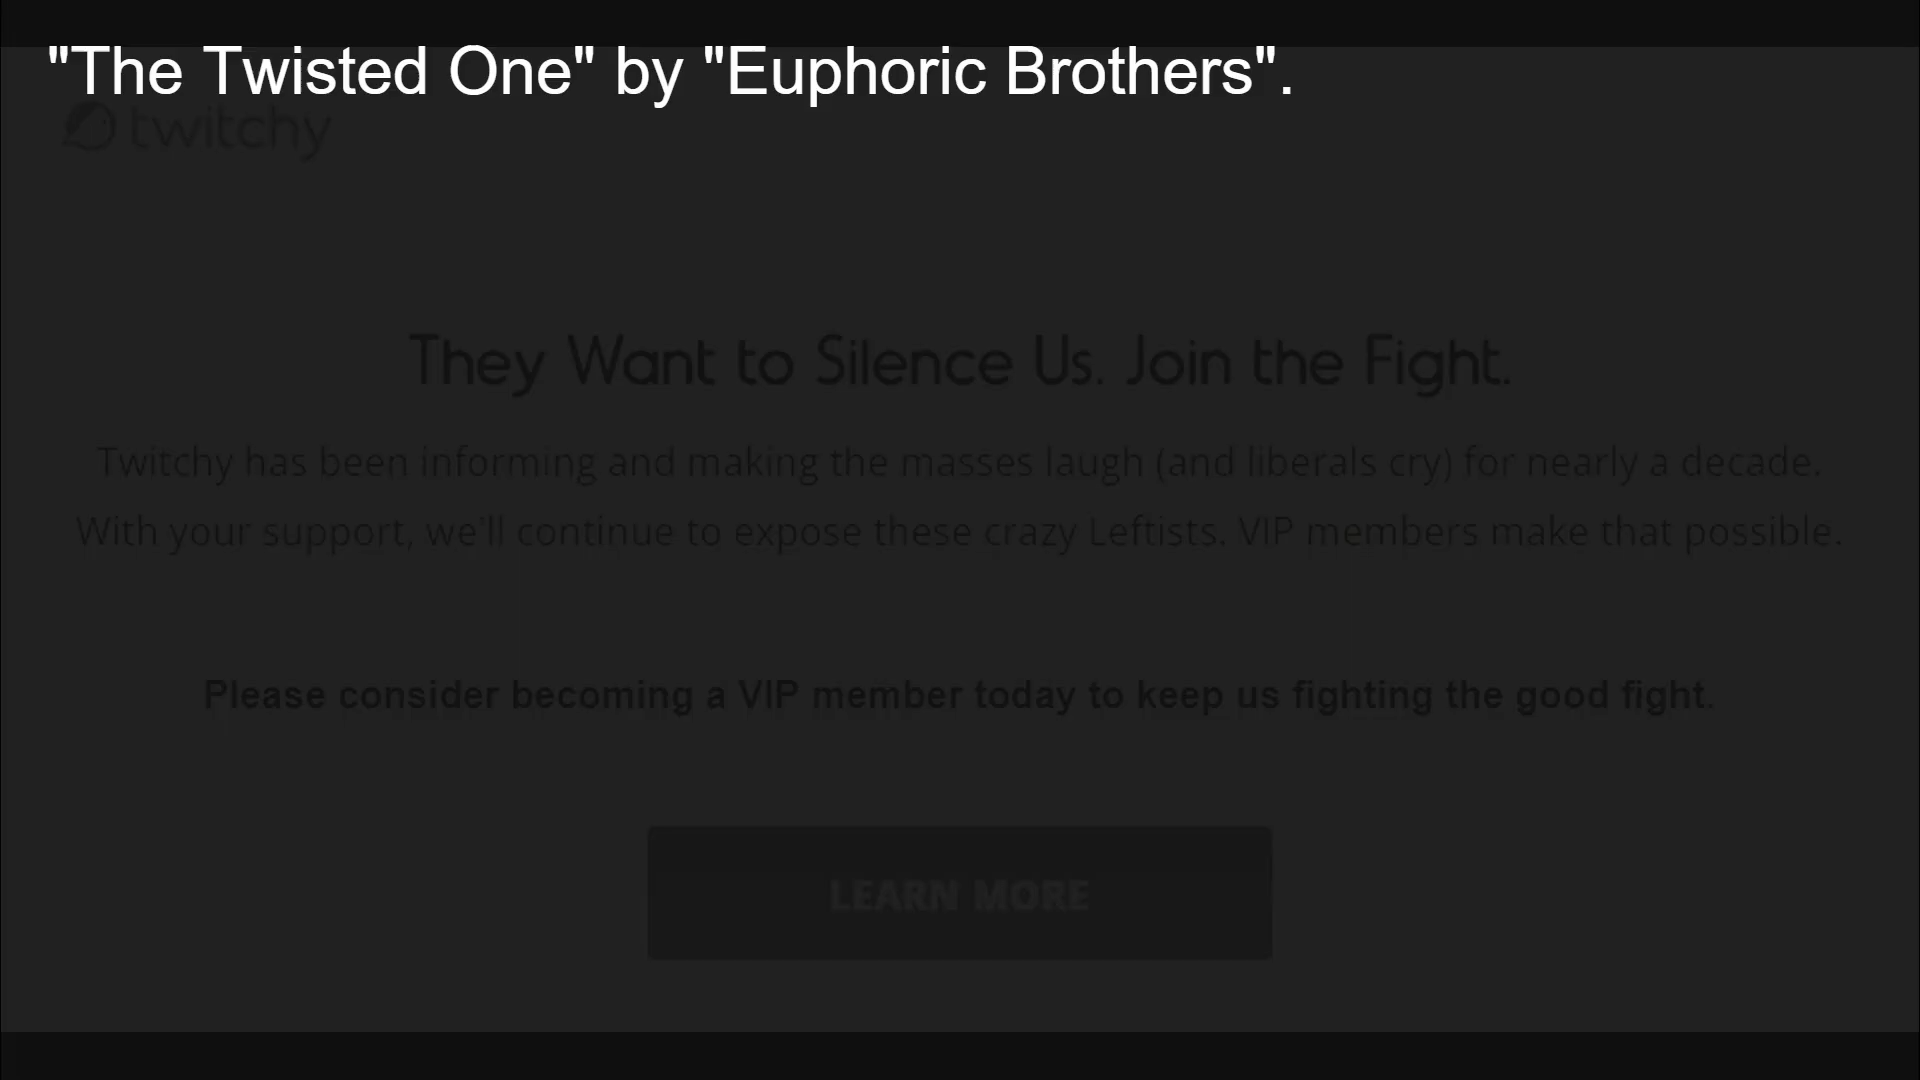 "The Twisted One" by "Euphoric Brothers".
twitchy
They Want to Silence Us. Join the Fight.
Twitchy has been informing and making the masses laugh (and liberals cry) for nearly a decade.
With your support, we'll continue to expose these crazy Leftists. VIP members make that possible.
Please consider becoming a VIP member today to keep us fighting the good fight.
LEARN MORE